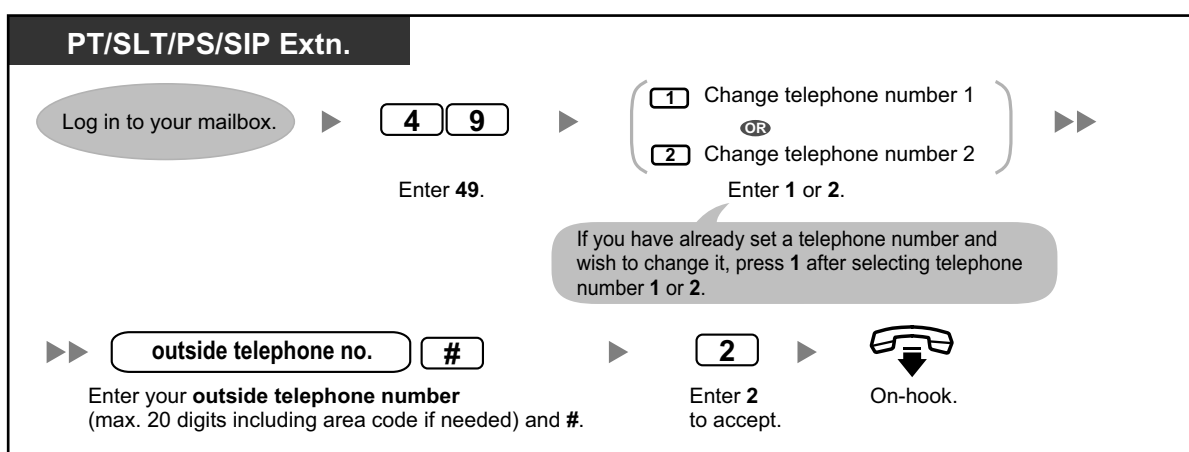 PT/SLT/PS/SIP Extn.
Log in to your mailbox.
4 9
Enter 49.
1 Change telephone number 1
OR
2 Change telephone number 2
Enter 1 or 2.
If you have already set a telephone number and
wish to change it, press 1 after selecting telephone
number 1 or 2.
outside telephone no. #
Enter your outside telephone number
(max. 20 digits including area code if needed) and #.
2
Enter 2
to accept.
On-hook.